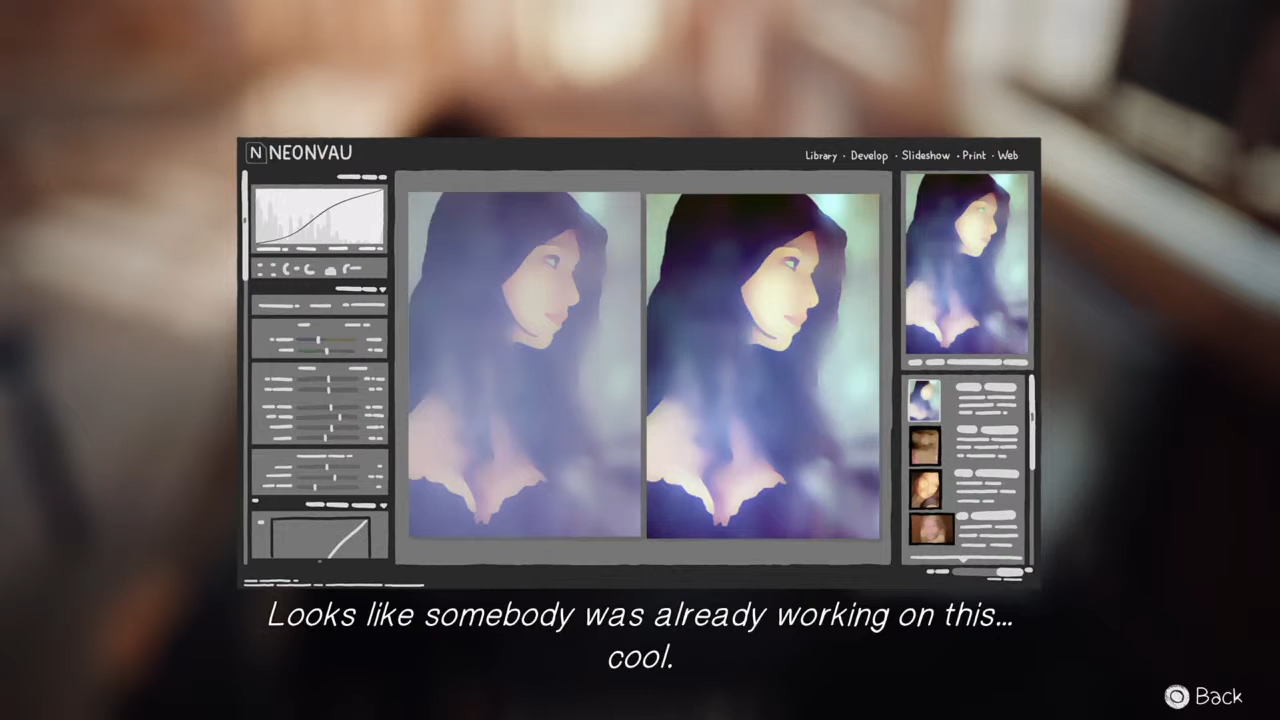 N NEONVAU
Library · Develop · Slideshow · Print · Web
Looks like somebody was already working on this...
cool.
Back